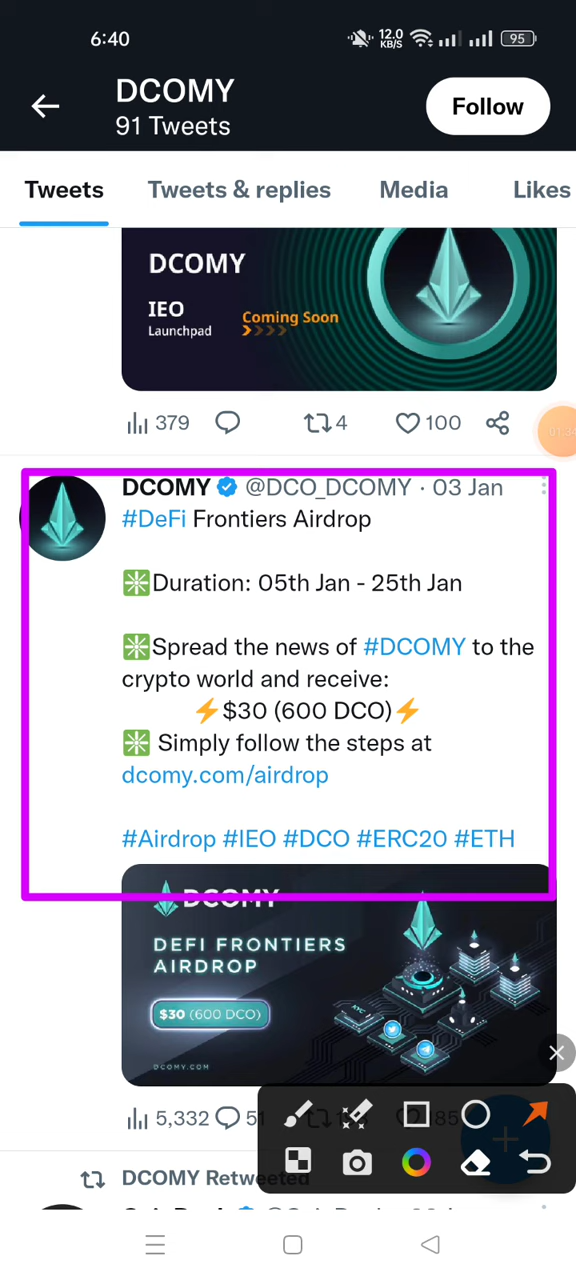 6:40
12.0
KB/S
95
DCOMY
91 Tweets
Follow
Tweets
Tweets & replies
Media
Likes
DCOMY
IEO
Launchpad
Coming Soon
379
4
100
DCOMY @DCO_DCOMY · 03 Jan
#DeFi Frontiers Airdrop
Duration: 05th Jan - 25th Jan
Spread the news of #DCOMY to the
crypto world and receive:
⚡$30 (600 DCO)⚡
Simply follow the steps at
dcomy.com/airdrop
#Airdrop #IEO #DCO #ERC20 #ETH
DCOMY
DEFI FRONTIERS
AIRDROP
$30 (600 DCO)
KYC
DCOMY.COM
5,332
DCOMY Retweeted